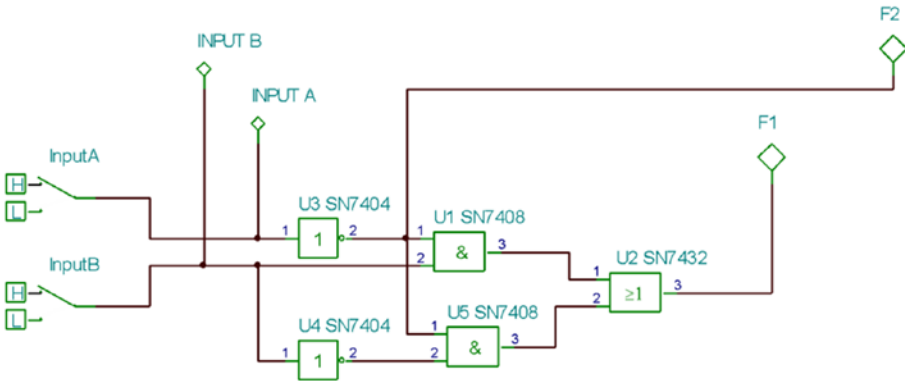 F2
INPUT B
INPUT A
F1
InputA
H
L
U3 SN7404
1 1 2
U1 SN7408
1
2
& 3
U2 SN7432
1
2
≥1 3
InputB
H
L
U4 SN7404
1 1 2
U5 SN7408
1
2
& 3